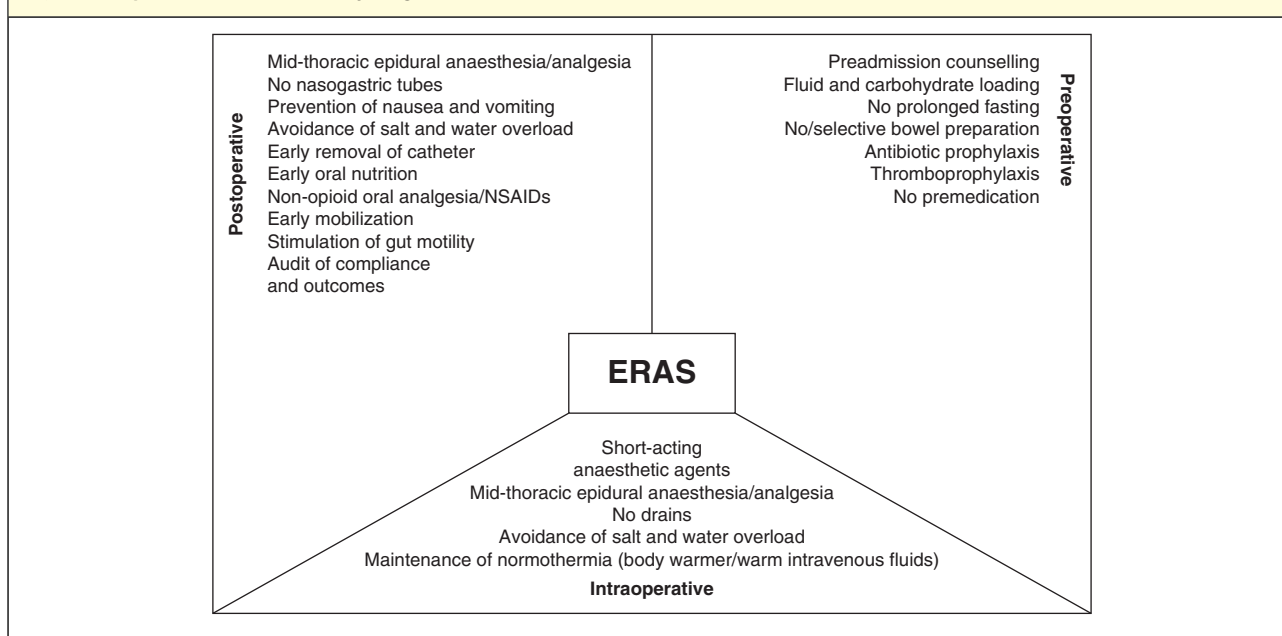 Mid-thoracic epidural anaesthesia/analgesia
No nasogastric tubes
Prevention of nausea and vomiting
Avoidance of salt and water overload
Early removal of catheter
Early oral nutrition
Non-opioid oral analgesia/NSAIDs
Early mobilization
Stimulation of gut motility
Audit of compliance
and outcomes
Postoperative
Preadmission counselling
Fluid and carbohydrate loading
No prolonged fasting
No/selective bowel preparation
Antibiotic prophylaxis
Thromboprophylaxis
No premedication
Preoperative
ERAS
Short-acting
anaesthetic agents
Mid-thoracic epidural anaesthesia/analgesia
No drains
Avoidance of salt and water overload
Maintenance of normothermia (body warmer/warm intravenous fluids)
Intraoperative